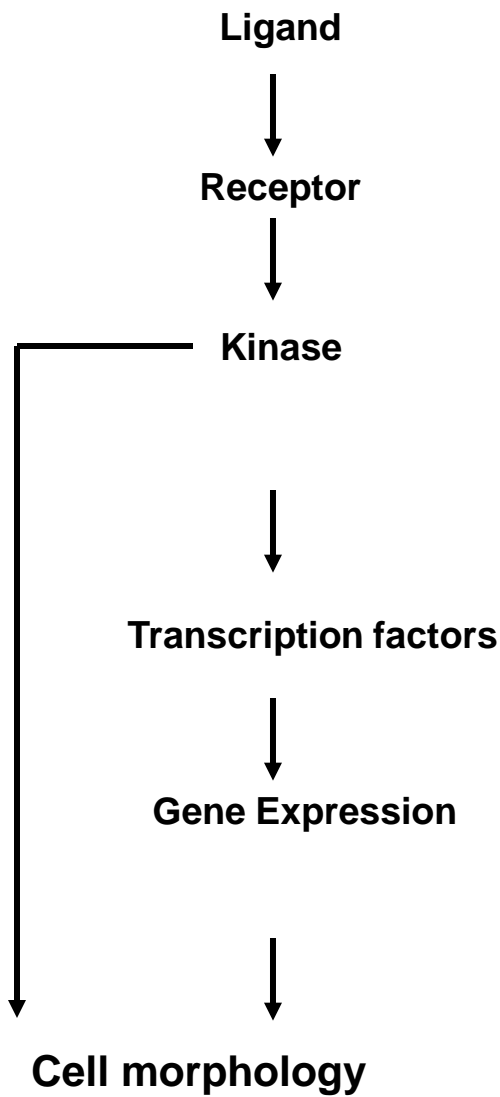 Ligand
Receptor
Kinase
Transcription factors
Gene Expression
Cell morphology